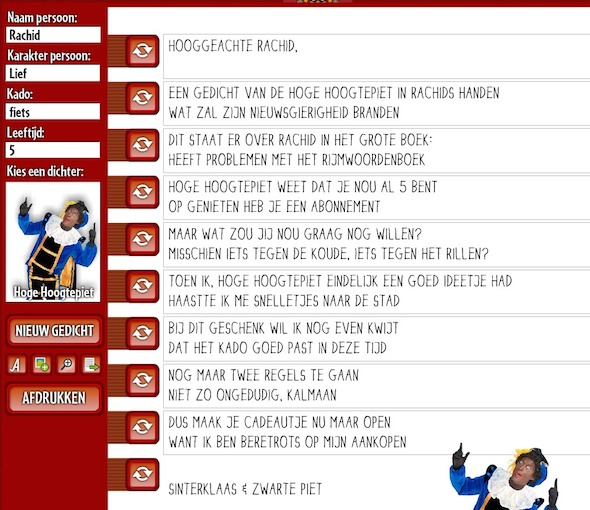 Naam persoon:
Rachid
Karakter persoon:
Lief
Kado:
fiets
Leeftijd:
5
Kies een dichter:
Hoge Hoogtepiet
NIEUW GEDICHT
A
AFDRUKKEN
HOOGGEACHTE RACHID,
EEN GEDICHT VAN DE HOGE HOOGTEPIET IN RACHIDS HANDEN
WAT ZAL ZIJN NIEUWSGIERIGHEID BRANDEN
DIT STAAT ER OVER RACHID IN HET GROTE BOEK:
HEEFT PROBLEMEN MET HET RIJMWOORDENBOEK
HOGE HOOGTEPIET WEET DAT JE NOU AL 5 BENT
OP GENIETEN HEB JE EEN ABONNEMENT
MAAR WAT ZOU JIJ NOU GRAAG NOG WILLEN?
MISSCHIEN IETS TEGEN DE KOUDE, IETS TEGEN HET RILLEN?
TOEN IK, HOGE HOOGTEPIET EINDELIJK EEN GOED IDEETJE HAD
HAASTTE IK ME SNELLETJES NAAR DE STAD
BIJ DIT GESCHENK WIL IK NOG EVEN KWIJT
DAT HET KADO GOED PAST IN DEZE TIJD
NOG MAAR TWEE REGELS TE GAAN
NIET ZO ONGEDUDIG, KALMAAN
DUS MAAK JE CADEAUTJE NU MAAR OPEN
WANT IK BEN BERETROTS OP MIJN AANKOPEN
SINTERKLAAS & ZWARTE PIET